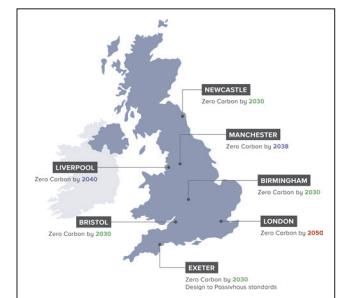 NEWCASTLE
Zero Carbon by 2030
MANCHESTER
Zero Carbon by 2038
LIVERPOOL
Zero Carbon by 2040
BIRMINGHAM
Zero Carbon by 2030
BRISTOL
Zero Carbon by 2030
LONDON
Zero Carbon by 2050
EXETER
Zero Carbon by 2030
Design to Passivhaus standards